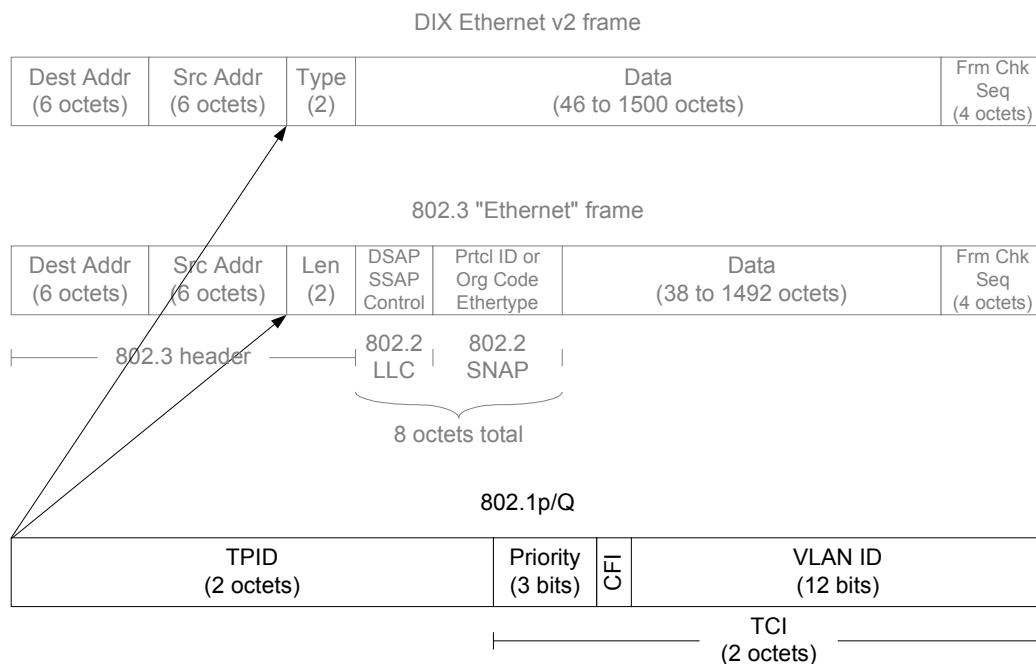 DIX Ethernet v2 frame
Dest Addr
(6 octets)
Src Addr
(6 octets)
Type
(2)
Data
(46 to 1500 octets)
Frm Chk
Seq
(4 octets)
802.3 "Ethernet" frame
Dest Addr
(6 octets)
Src Addr
(6 octets)
Len
(2)
DSAP
SSAP
Control
Prtcl ID or
Org Code
Ethertype
Data
(38 to 1492 octets)
Frm Chk
Seq
(4 octets)
802.3 header
802.2
LLC
802.2
SNAP
8 octets total
802.1p/Q
TPID
(2 octets)
Priority
(3 bits)
CFI
VLAN ID
(12 bits)
TCI
(2 octets)